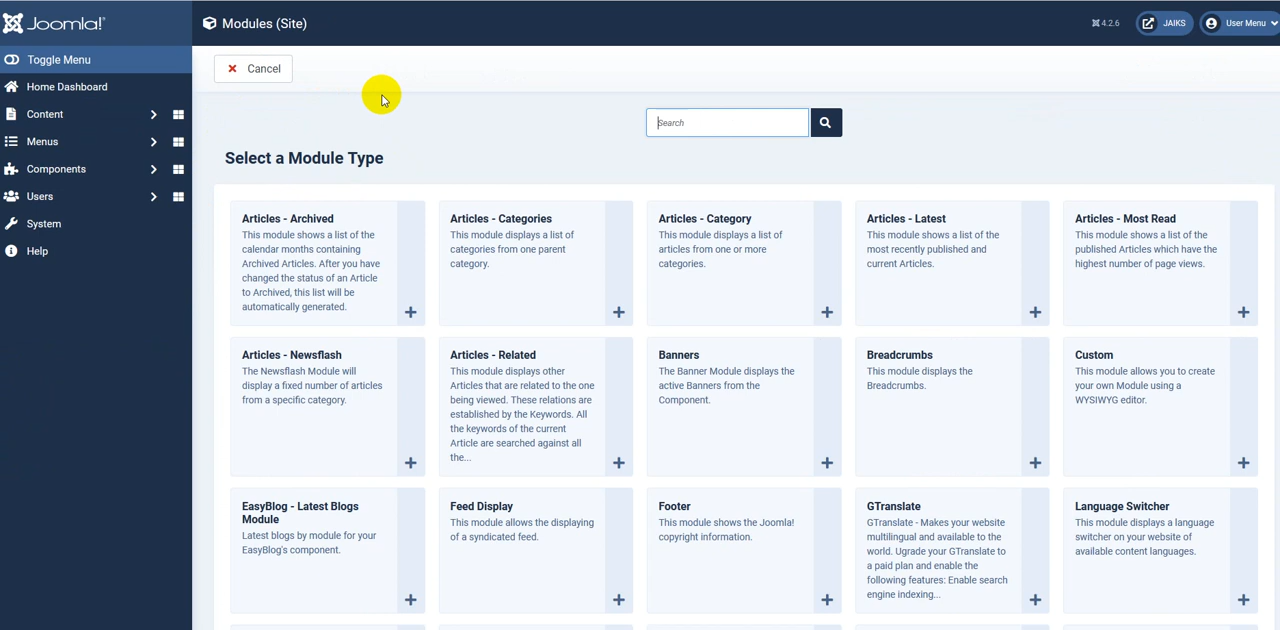 Joomla!®
Modules (Site)
4.2.6
JAIKS
User Menu
Toggle Menu
Home Dashboard
Content
Menus
Components
Users
System
Help
Cancel
Search
Select a Module Type
Articles - Archived
This module shows a list of the
calendar months containing
Archived Articles. After you have
changed the status of an Article
to Archived, this list will be
automatically generated.
Articles - Categories
This module displays a list of
categories from one parent
category.
Articles - Category
This module displays a list of
articles from one or more
categories.
Articles - Latest
This module shows a list of the
most recently published and
current Articles.
Articles - Most Read
This module shows a list of the
published Articles which have the
highest number of page views.
Articles - Newsflash
The Newsflash Module will
display a fixed number of articles
from a specific category.
Articles - Related
This module displays other
Articles that are related to the one
being viewed. These relations are
established by the Keywords. All
the keywords of the current
Article are searched against all
the...
Banners
The Banner Module displays the
active Banners from the
Component.
Breadcrumbs
This module displays the
Breadcrumbs.
Custom
This module allows you to create
your own Module using a
WYSIWYG editor.
EasyBlog - Latest Blogs
Module
Latest blogs by module for your
EasyBlog's component.
Feed Display
This module allows the displaying
of a syndicated feed.
Footer
This module shows the Joomla!
copyright information.
GTranslate
GTranslate - Makes your website
multilingual and available to the
world. Ugrade your GTranslate to
a paid plan and enable the
following features: Enable search
engine indexing...
Language Switcher
This module displays a language
switcher on your website of
available content languages.